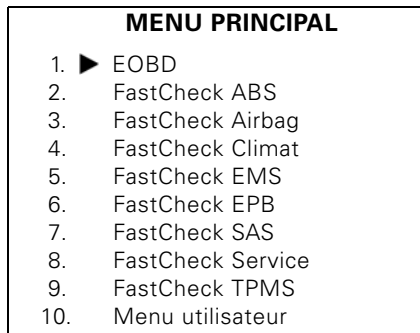 MENU PRINCIPAL
1. ▶ EOBD
2. FastCheck ABS
3. FastCheck Airbag
4. FastCheck Climat
5. FastCheck EMS
6. FastCheck EPB
7. FastCheck SAS
8. FastCheck Service
9. FastCheck TPMS
10. Menu utilisateur